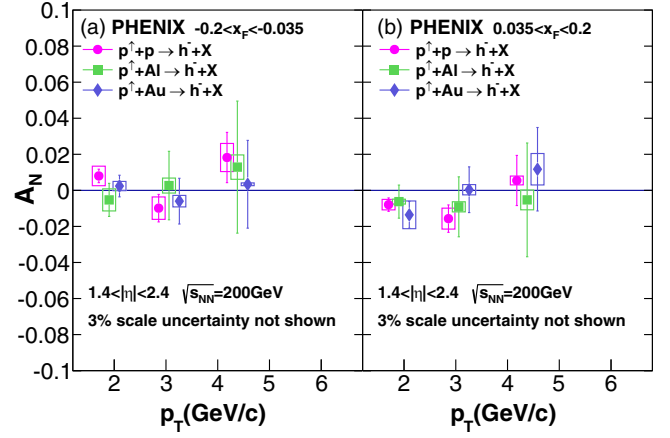 (a) PHENIX -0.2<x_F<-0.035
p↑+p → h⁻+X
p↑+Al → h⁻+X
p↑+Au → h⁻+X
(b) PHENIX 0.035<x_F<0.2
p↑+p → h⁻+X
p↑+Al → h⁻+X
p↑+Au → h⁻+X
A_N
0.1
0.08
0.06
0.04
0.02
0
-0.02
-0.04
-0.06
-0.08
-0.1
1.4<|η|<2.4 √s_NN=200GeV
3% scale uncertainty not shown
1.4<|η|<2.4 √s_NN=200GeV
3% scale uncertainty not shown
2 3 4 5 6
2 3 4 5 6
p_T(GeV/c)
p_T(GeV/c)